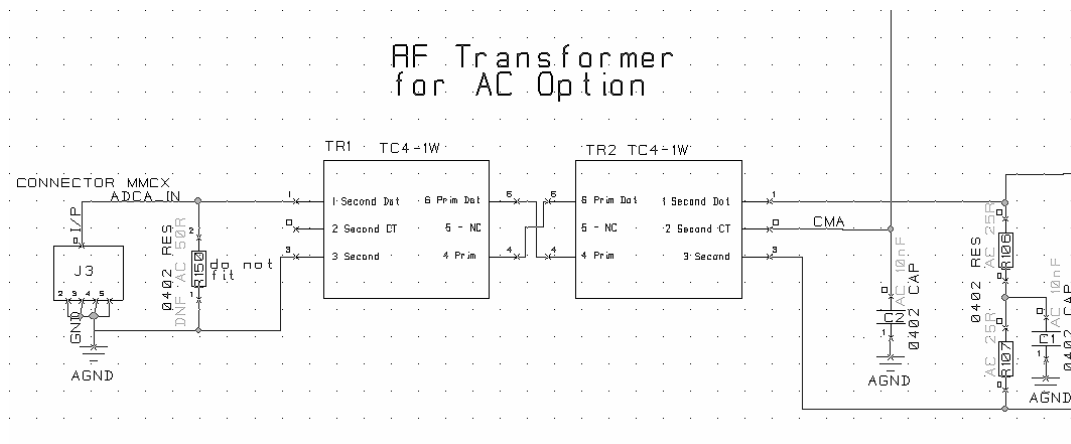 RF Transformer
for AC Option
TR1 TC4-1W
TR2 TC4-1W
CONNECTOR MMCX
ADCA_IN
I/P
J3
2 3 4 5
GND
AGND
0402 RES
DNF AC 50R
R150
2
1
do not
fit
1
3
1 Second Dot
2 Second CT
3 Second
6 Prim Dot
5 - NC
4 Prim
4
6 Prim Dot
5 - NC
4 Prim
4
1 Second Dot
2 Second CT
3 Second
1
3
CMA
AC 10nF
C2
1
0402 CAP
AGND
0402 RES
AC 25R
R106
AC 25R
R107
AC 10nF
C1
1
0402 CAP
AGND